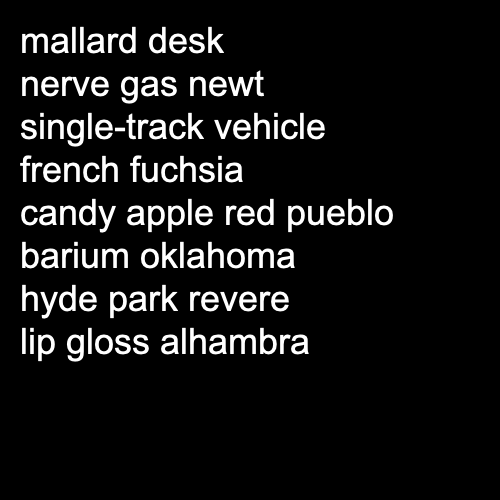 mallard desk
nerve gas newt
single-track vehicle
french fuchsia
candy apple red pueblo
barium oklahoma
hyde park revere
lip gloss alhambra